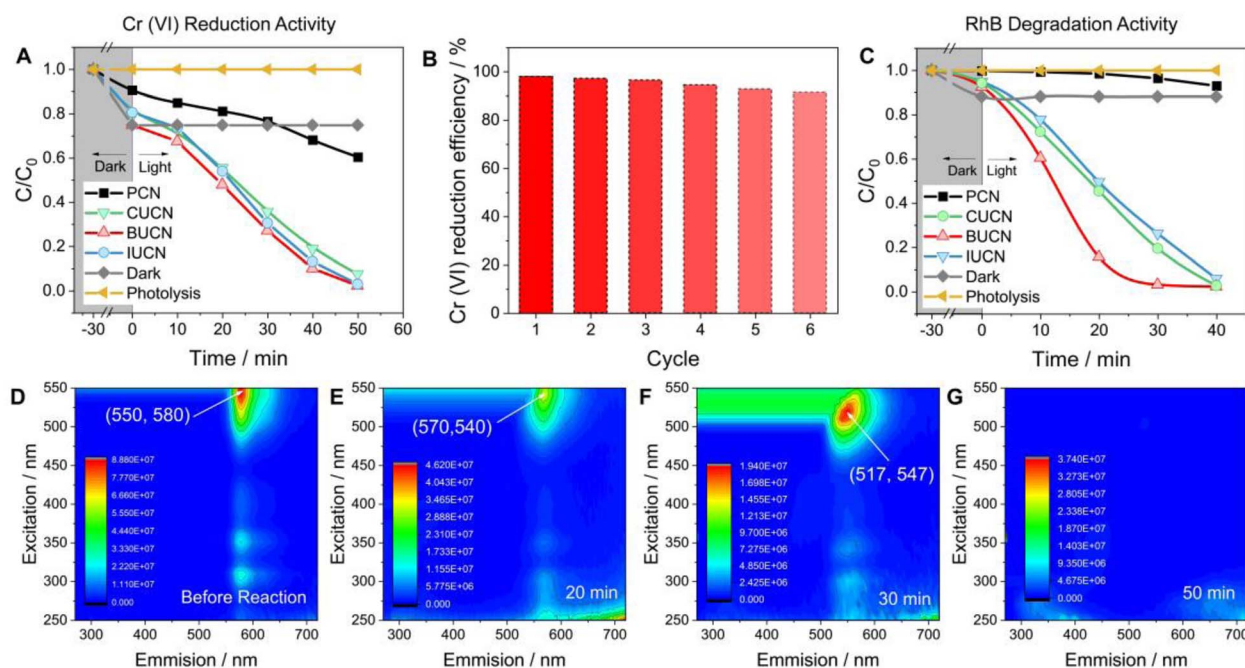 Cr (VI) Reduction Activity
A
C/C0
1.0
0.8
0.6
0.4
0.2
0.0
Dark
Light
PCN
CUCN
BUCN
IUCN
Dark
Photolysis
-30 0 10 20 30 40 50 60
Time / min
B
Cr (VI) reduction efficiency / %
100
80
60
40
20
0
1 2 3 4 5 6
Cycle
RhB Degradation Activity
C
C/C0
1.0
0.8
0.6
0.4
0.2
0.0
Dark
Light
PCN
CUCN
BUCN
IUCN
Dark
Photolysis
-30 0 10 20 30 40
Time / min
D
Excitation / nm
550
500
450
400
350
300
250
(550, 580)
8.880E+07
7.770E+07
6.660E+07
5.550E+07
4.440E+07
3.330E+07
2.220E+07
1.110E+07
0.000
Before Reaction
300 400 500 600 700
Emmision / nm
E
Excitation / nm
550
500
450
400
350
300
250
(570,540)
4.620E+07
4.043E+07
3.465E+07
2.888E+07
2.310E+07
1.733E+07
1.155E+07
5.775E+06
0.000
20 min
300 400 500 600 700
Emmision / nm
F
Excitation / nm
550
500
450
400
350
300
250
(517, 547)
1.940E+07
1.698E+07
1.455E+07
1.213E+07
9.700E+06
7.275E+06
4.850E+06
2.425E+06
0.000
30 min
300 400 500 600 700
Emmision / nm
G
Excitation / nm
550
500
450
400
350
300
250
3.740E+07
3.273E+07
2.805E+07
2.338E+07
1.870E+07
1.403E+07
9.350E+06
4.675E+06
0.000
50 min
300 400 500 600 700
Emmision / nm